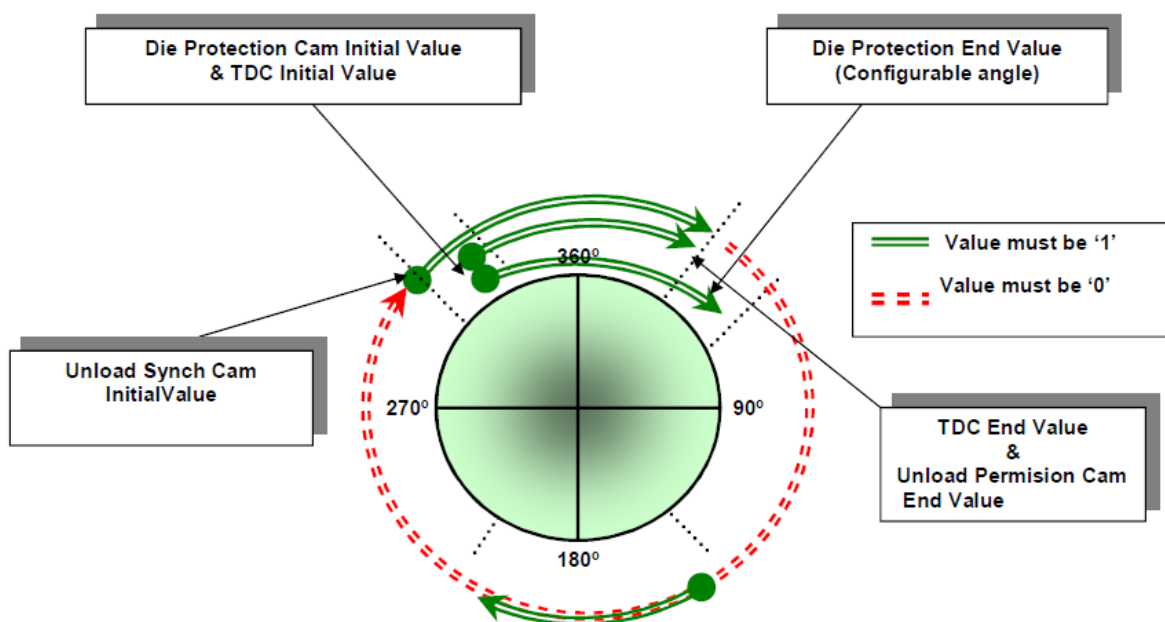 Die Protection Cam Initial Value
& TDC Initial Value
Die Protection End Value
(Configurable angle)
Value must be ‘1’
Value must be ‘0’
360º
Unload Synch Cam
InitialValue
270º
90º
TDC End Value
&
Unload Permision Cam
End Value
180º